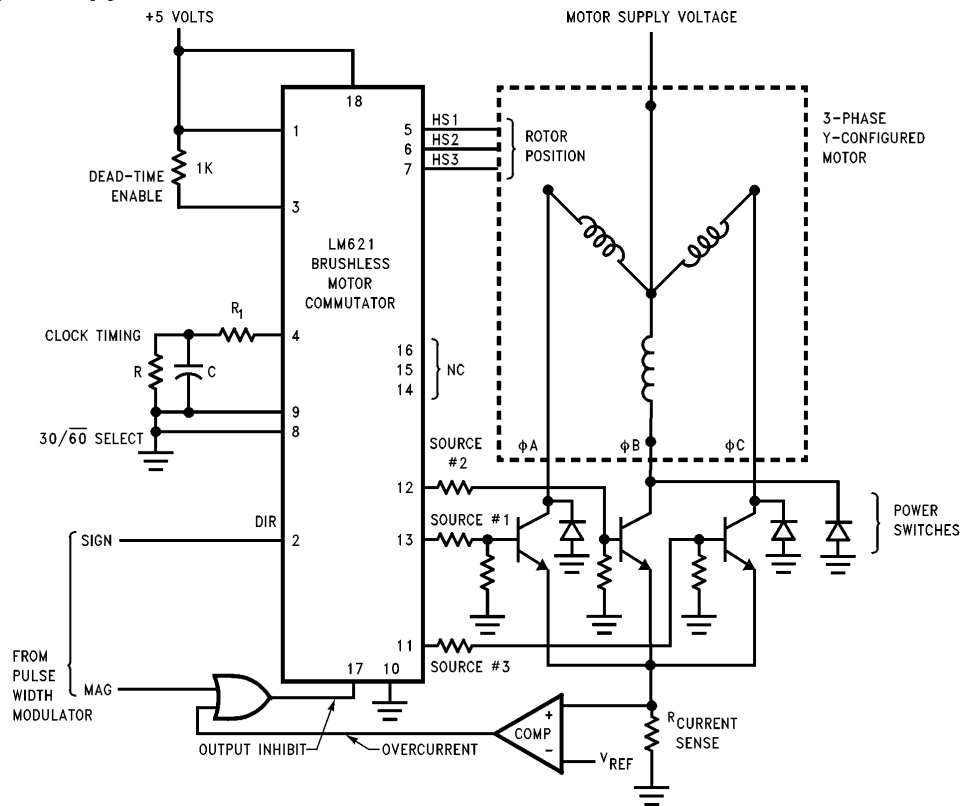 +5 VOLTS
MOTOR SUPPLY VOLTAGE
18
1
5
HS1
6
HS2
7
HS3
ROTOR
POSITION
3-PHASE
Y-CONFIGURED
MOTOR
1K
DEAD-TIME
ENABLE
3
LM621
BRUSHLESS
MOTOR
COMMUTATOR
R1
CLOCK TIMING
4
R
C
16
15
14
NC
9
8
30/60 SELECT
SOURCE
#2
φA
φB
φC
12
SOURCE #1
13
POWER
SWITCHES
DIR
SIGN
2
11
SOURCE #3
17
10
FROM
PULSE
WIDTH
MODULATOR
MAG
OUTPUT INHIBIT
OVERCURRENT
COMP
+
−
VREF
RCURRENT
SENSE